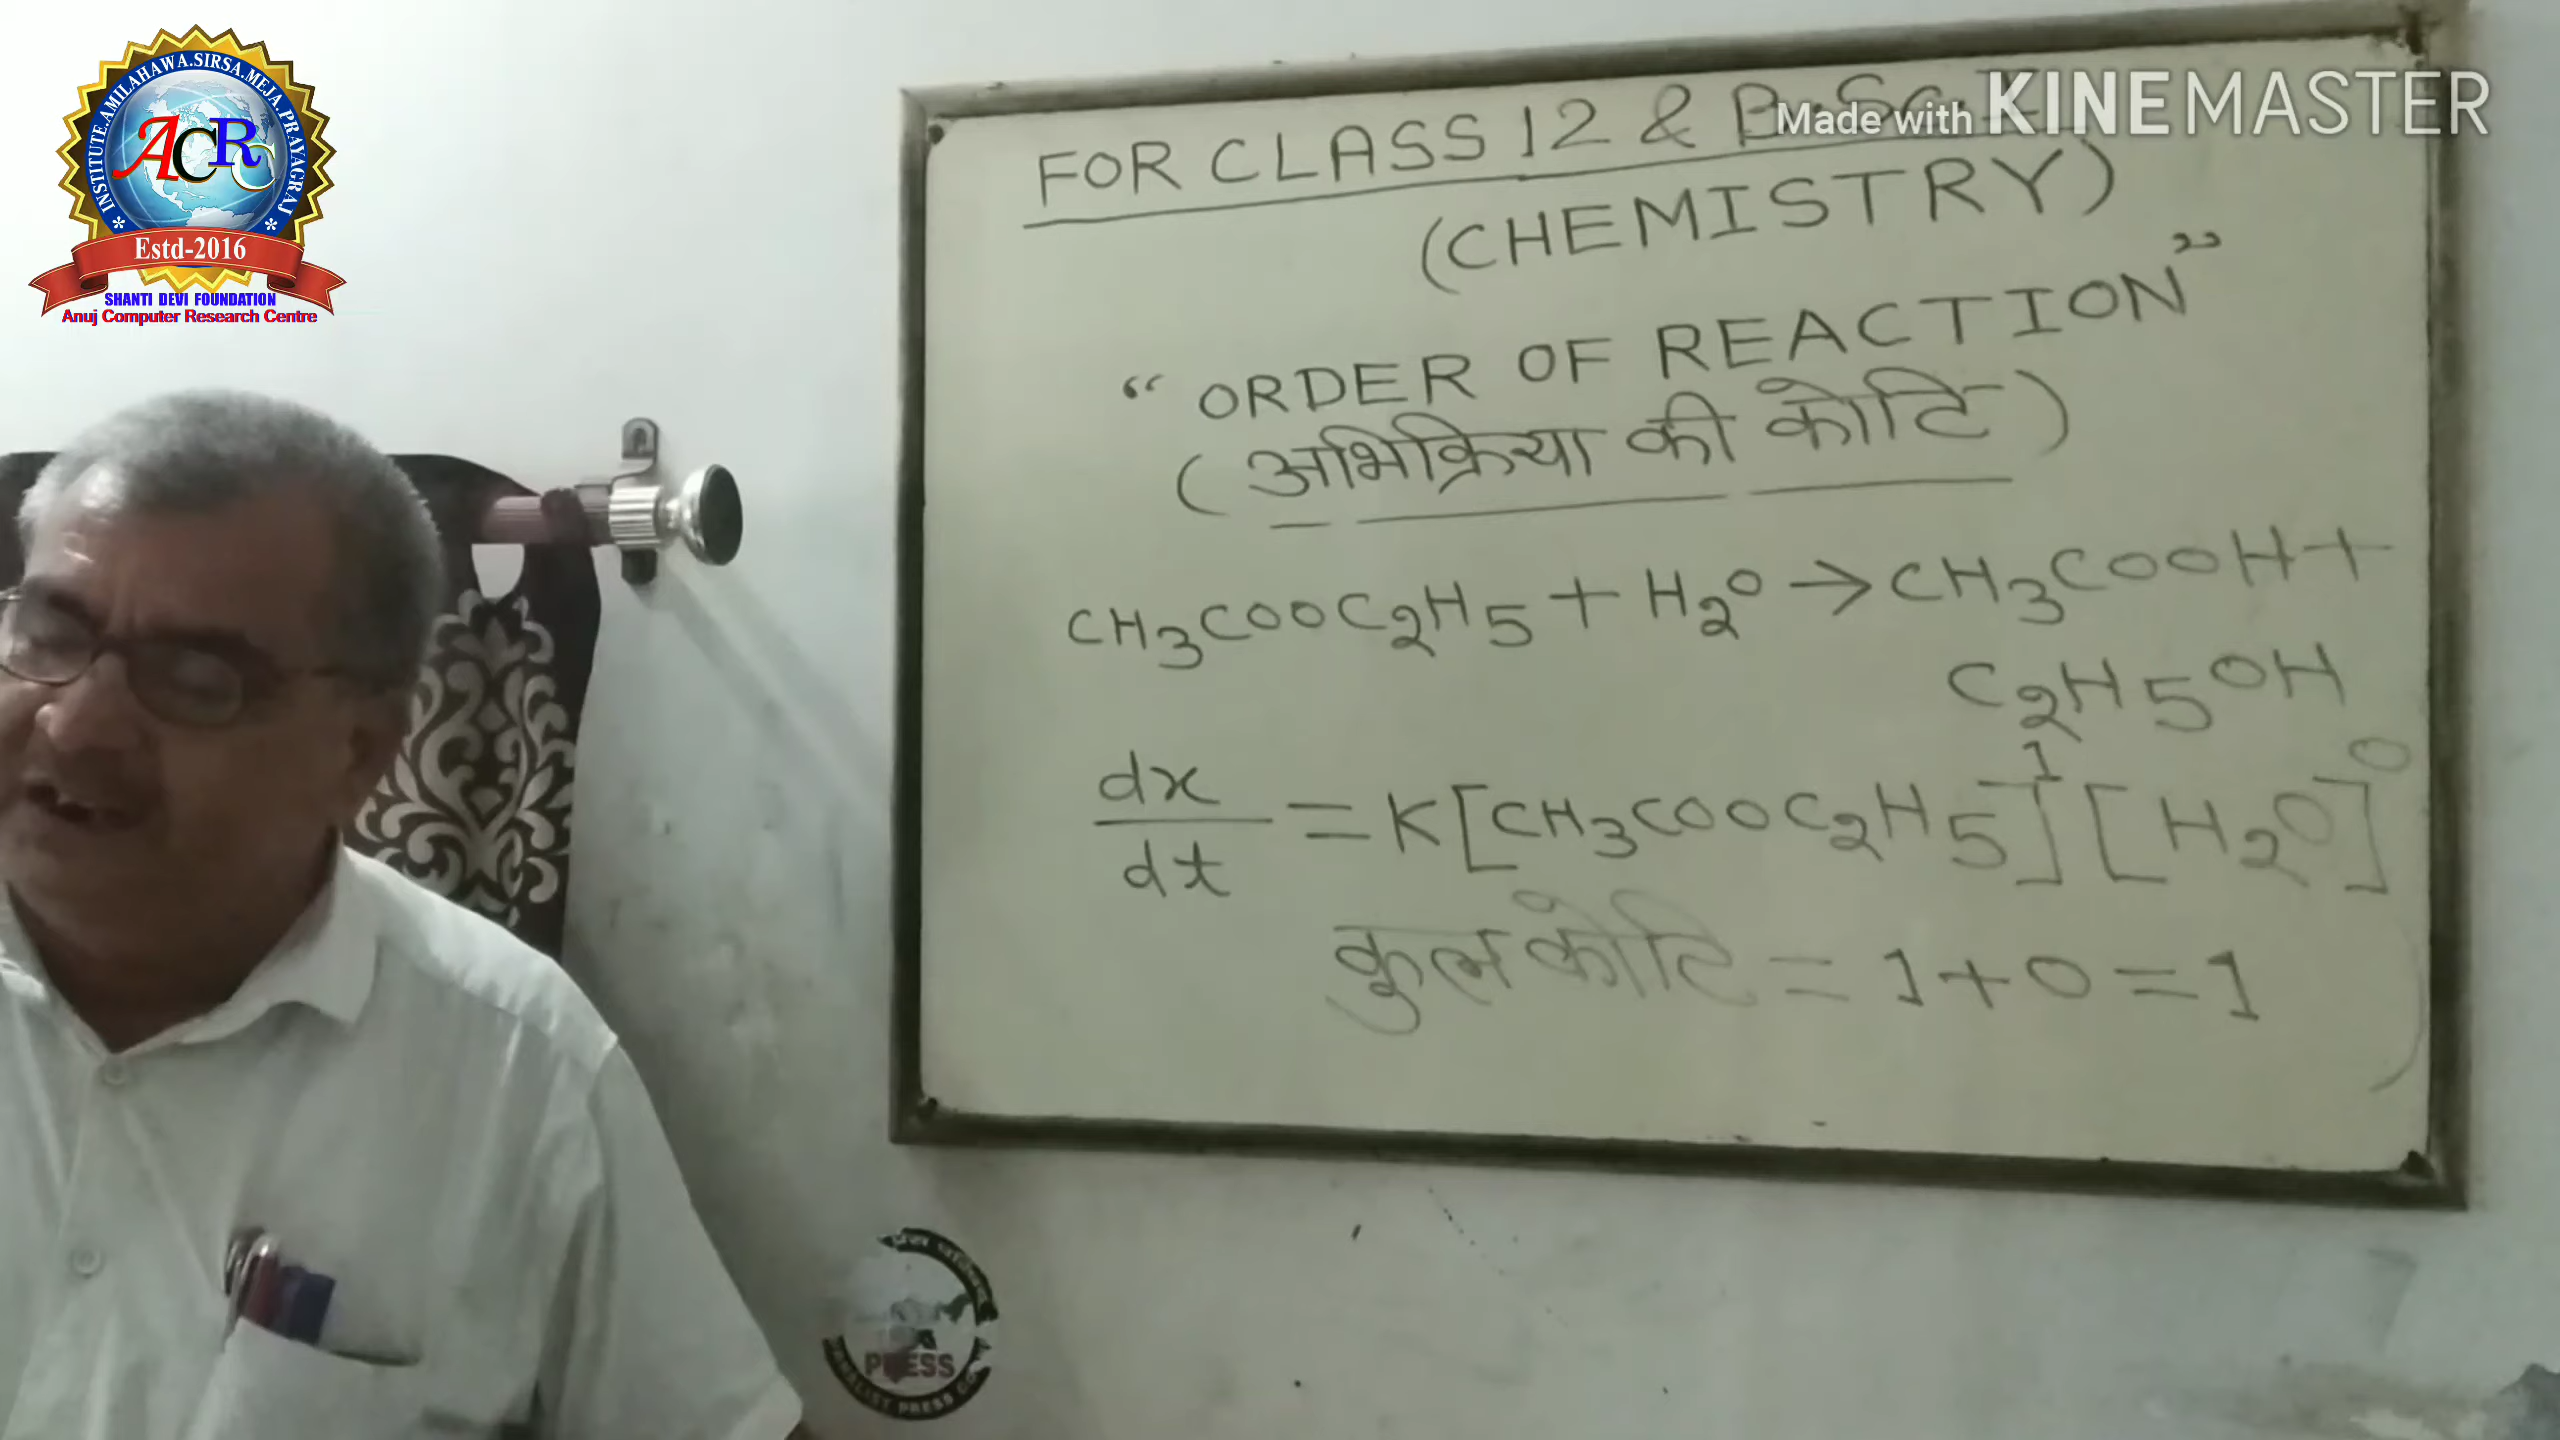 INSTITUTE.AMILAHAWA.SIRSA.MEJA.PRAYAGRAJ
ACRC
Estd-2016
SHANTI DEVI FOUNDATION
Anuj Computer Research Centre
Made with KINEMASTER
FOR CLASS 12 & B.Sc. I
(CHEMISTRY)
“ORDER OF REACTION”
(अभिक्रिया की कोटि)
CH3COOC2H5 + H2O → CH3COOH +
C2H5OH
dx/dt = K[CH3COOC2H5]¹ [H2O]⁰
कुल कोटि = 1+0=1
PRESS